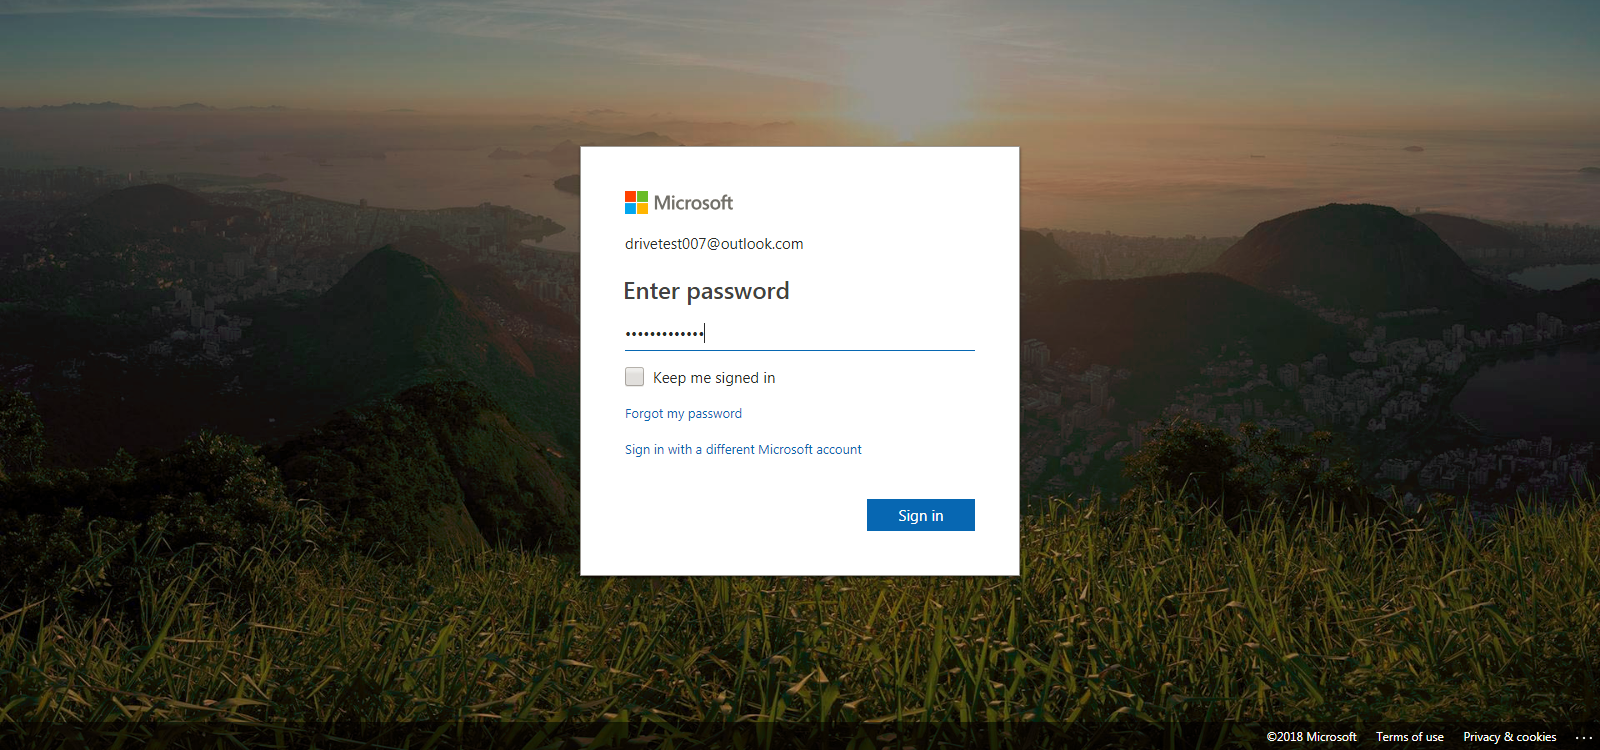 Microsoft
drivetest007@outlook.com
Enter password
•••••••••••••
Keep me signed in
Forgot my password
Sign in with a different Microsoft account
Sign in
©2018 Microsoft Terms of use Privacy & cookies ...